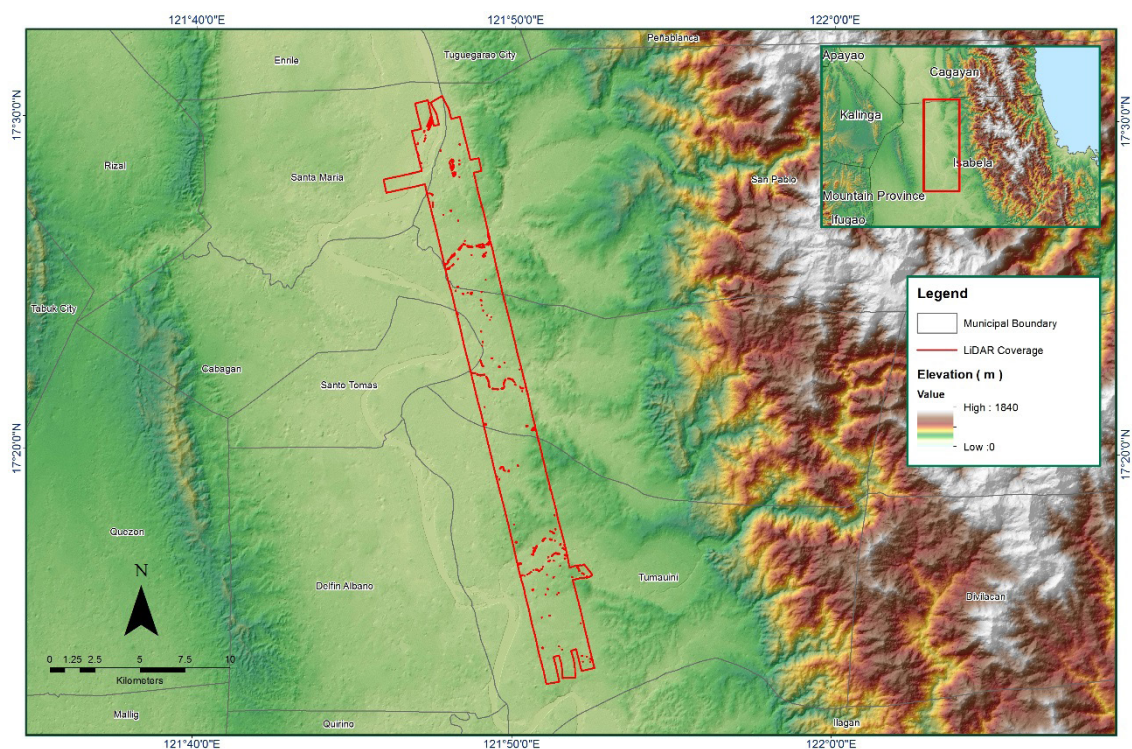 121°40'0"E
121°50'0"E
122°0'0"E
Enrile
Tuguegarao City
Peñablanca
Apayao
Cagayan
Kalinga
Isabela
Mountain Province
Ifugao
17°30'0"N
17°30'0"N
Rizal
Santa Maria
San Pablo
Tabuk City
Cabagan
Santo Tomas
Legend
Municipal Boundary
LiDAR Coverage
Elevation ( m )
Value
High : 1840
Low :0
17°20'0"N
17°20'0"N
Quezon
Delfin Albano
Tumauini
Divilacan
N
0 1.25 2.5 5 7.5 10
Kilometers
Mallig
Quirino
Ilagan
121°40'0"E
121°50'0"E
122°0'0"E